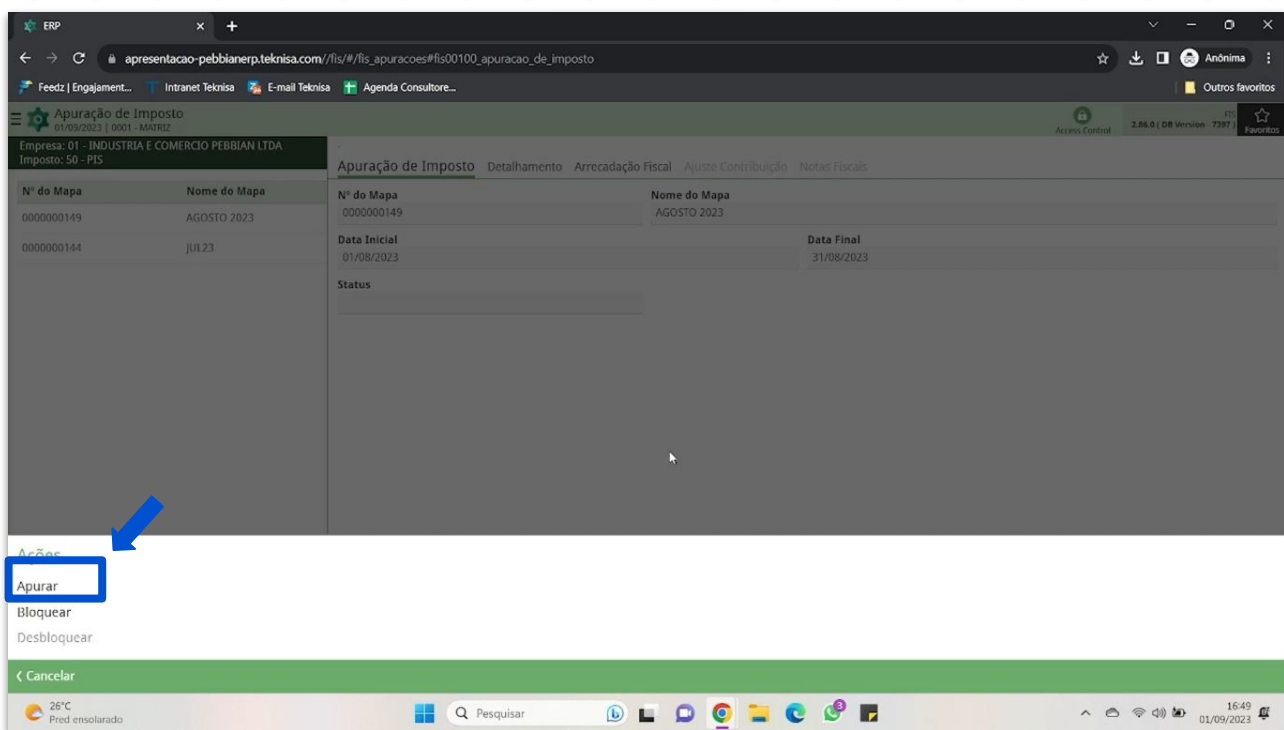 ERP
apresentacao-pebbianerp.teknisa.com//fis/#/fis_apuracoes#fis00100_apuracao_de_imposto
Anônima
Feedz | Engajament... Intranet Teknisa E-mail Teknisa Agenda Consultore... Outros favoritos
Apuração de Imposto
01/09/2023 | 0001 - MATRIZ
Access Control
FIS
2.86.0 ( DB Version - 7397 )
Favoritos
Empresa: 01 - INDUSTRIA E COMERCIO PEBBIAN LTDA
Imposto: 50 - PIS
Apuração de Imposto Detalhamento Arrecadação Fiscal Ajuste Contribuição Notas Fiscais
Nº do Mapa Nome do Mapa
0000000149 AGOSTO 2023
0000000144 JUL23
Nº do Mapa Nome do Mapa
0000000149 AGOSTO 2023
Data Inicial Data Final
01/08/2023 31/08/2023
Status
Ações
Apurar
Bloquear
Desbloquear
Cancelar
26°C
Pred ensolarado
Pesquisar
3
16:49
01/09/2023